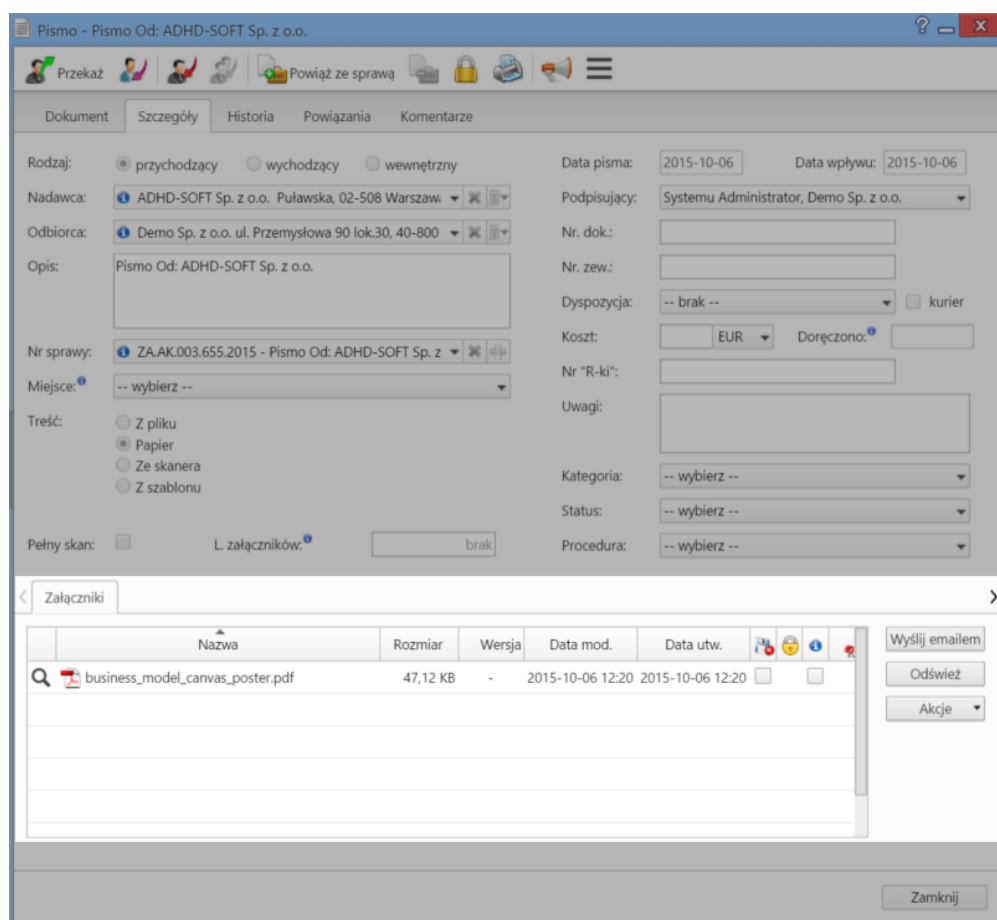 Pismo - Pismo Od: ADHD-SOFT Sp. z o.o.
Przekaż Powiąż ze sprawą
Dokument Szczegóły Historia Powiązania Komentarze
Rodzaj: przychodzący wychodzący wewnętrzny
Data pisma: 2015-10-06 Data wpływu: 2015-10-06
Nadawca: ADHD-SOFT Sp. z o.o. Puławska, 02-508
Podpisujący: Systemu Administrator, Demo Sp. z o.o.
Odbiorca: Demo Sp. z o.o. ul. Przemysłowa 90 lok.30, 40-800
Nr. dok.:
Opis: Pismo Od: ADHD-SOFT Sp. z o.o.
Nr. zew.:
Dyspozycja: -- brak -- kurier
Koszt: EUR Doręczono:
Nr sprawy: ZA.AK.003.655.2015 - Pismo Od: ADHD-SOFT Sp. z
Nr "R-ki":
Miejsce: -- wybierz --
Uwagi:
Treść: Z pliku
Papier
Ze skanera
Z szablonu
Kategoria: -- wybierz --
Status: -- wybierz --
Pełny skan: L. załączników: brak
Procedura: -- wybierz --
Załączniki
Nazwa Rozmiar Wersja Data mod. Data utw.
business_model_canvas_poster.pdf 47,12 KB - 2015-10-06 12:20 2015-10-06 12:20
Wyślij emailem
Odśwież
Akcje
Zamknij